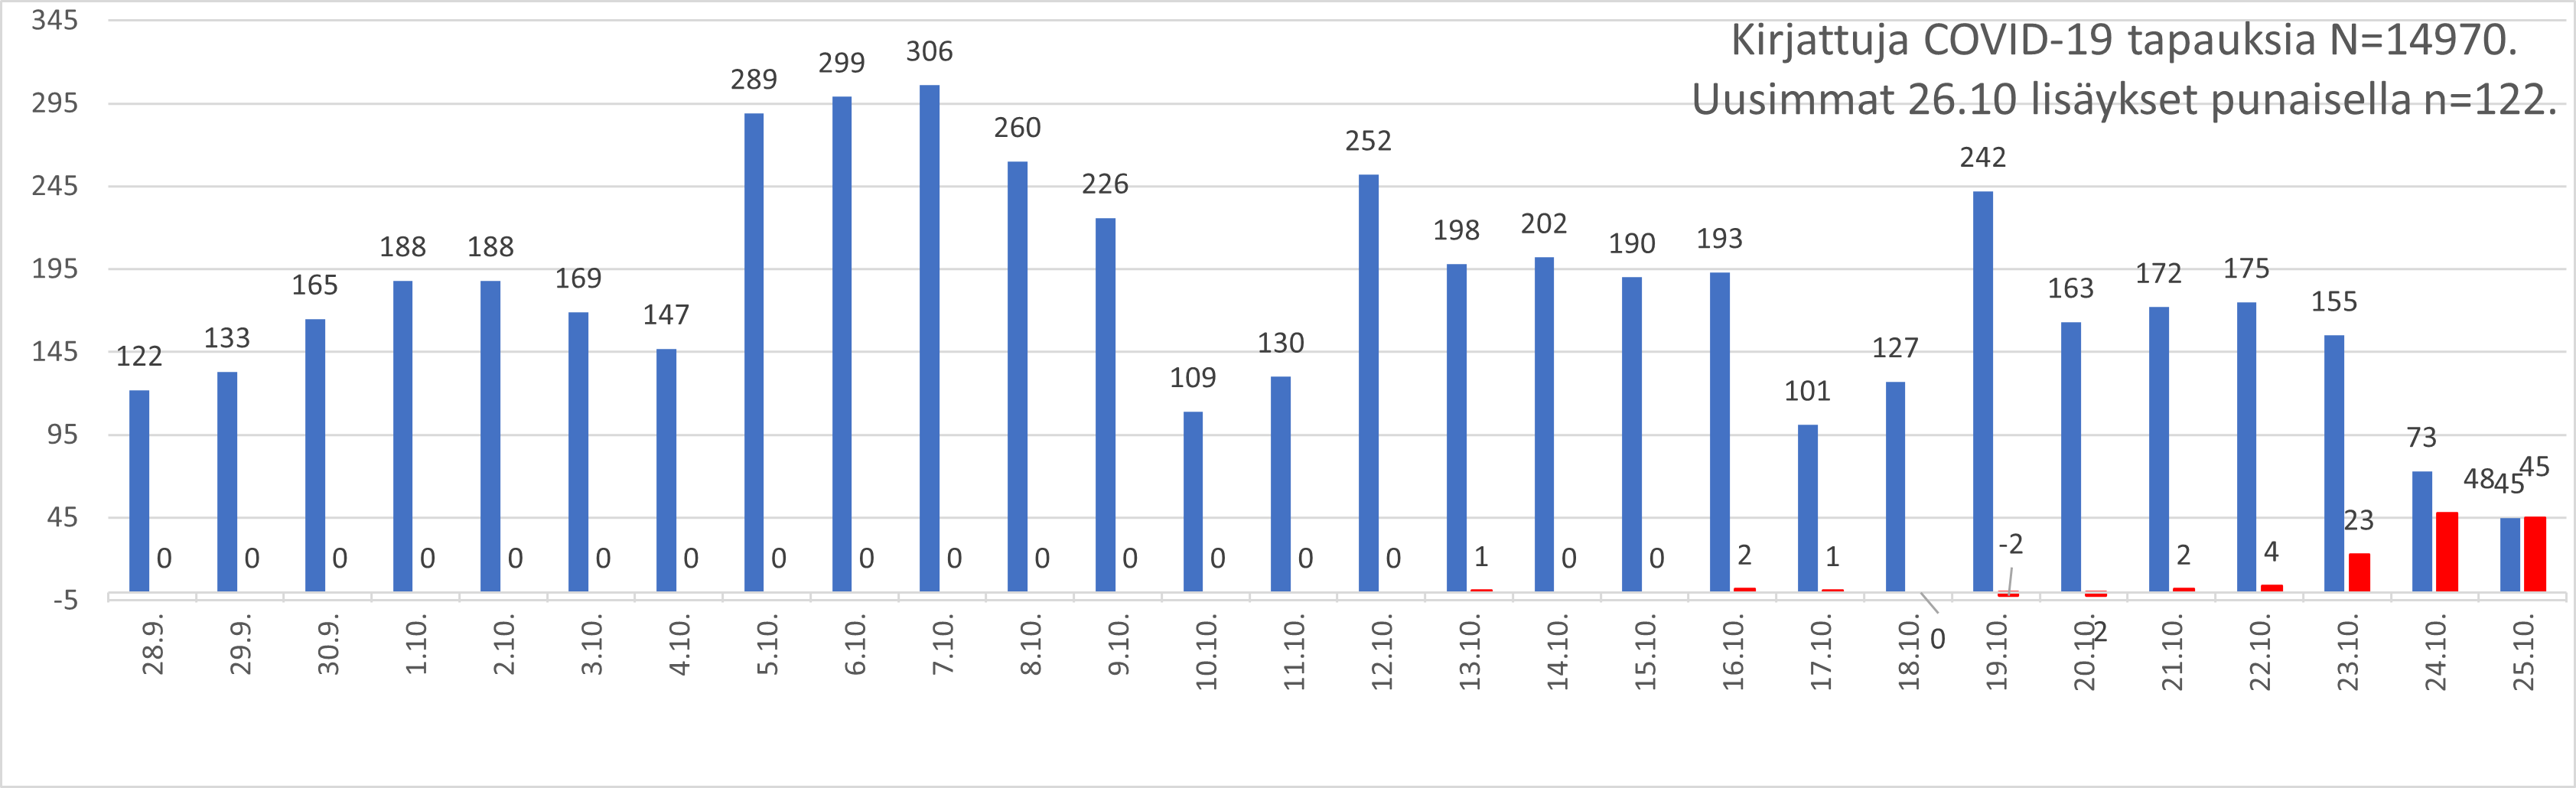 Kirjattuja COVID-19 tapauksia N=14970.
Uusimmat 26.10 lisäykset punaisella n=122.
345
295
245
195
145
95
45
-5
122 133 165 188 188 169 147 289 299 306 260 226 109 130 252 198 202 190 193 101 127 242 163 172 175 155 73 45
0 0 0 0 0 0 0 0 0 0 0 0 0 0 0 1 0 0 2 1 0 -2 -2 2 4 23 48 45
28.9. 29.9. 30.9. 1.10. 2.10. 3.10. 4.10. 5.10. 6.10. 7.10. 8.10. 9.10. 10.10. 11.10. 12.10. 13.10. 14.10. 15.10. 16.10. 17.10. 18.10. 19.10. 20.10. 21.10. 22.10. 23.10. 24.10. 25.10.